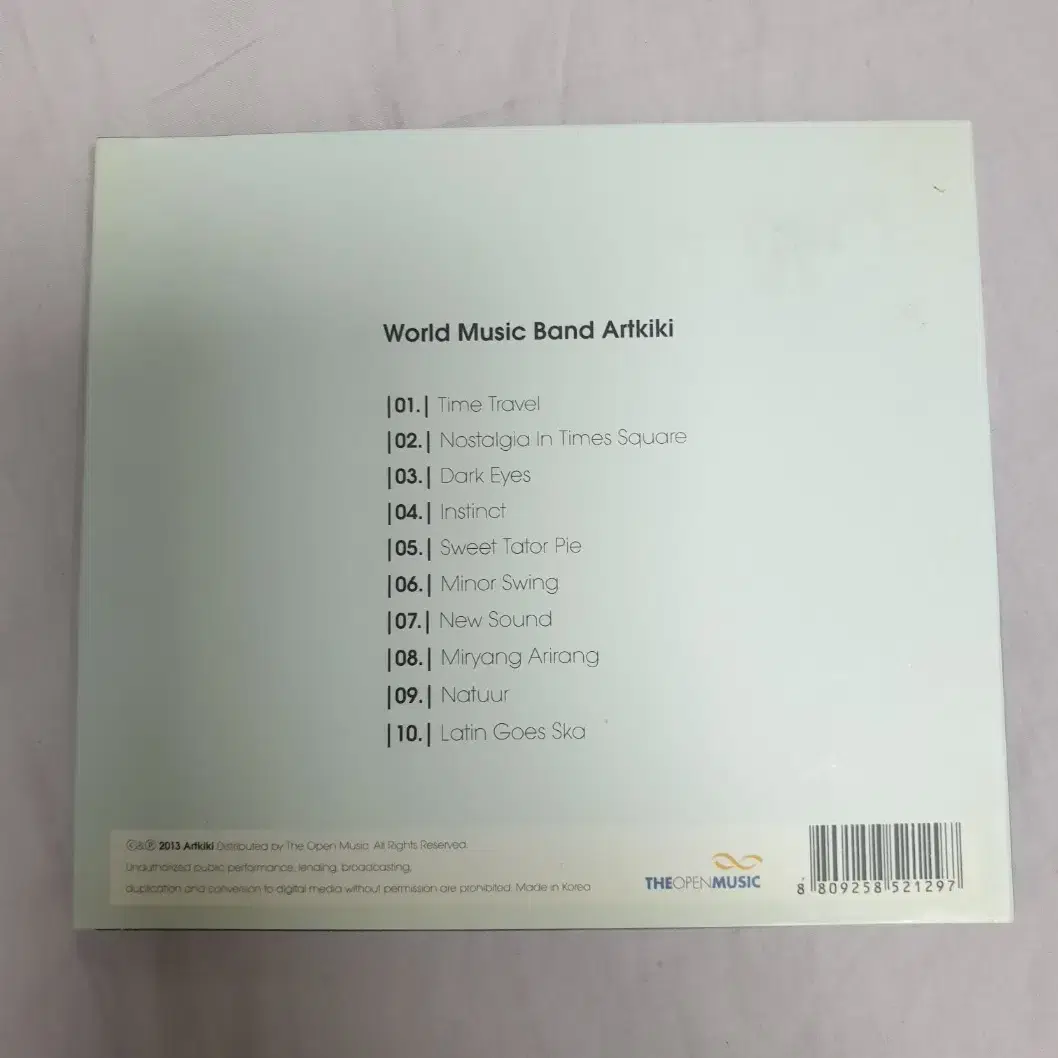 World Music Band Artkiki
|01.| Time Travel
|02.| Nostalgia In Times Square
|03.| Dark Eyes
|04.| Instinct
|05.| Sweet Tator Pie
|06.| Minor Swing
|07.| New Sound
|08.| Miryang Arirang
|09.| Natuur
|10.| Latin Goes Ska
ⓒ&ⓟ 2013 Artkiki Distributed by The Open Music. All Rights Reserved.
Unauthorized public performance, lending, broadcasting,
duplication and conversion to digital media without permission are prohibited. Made in Korea
THEOPENMUSIC
8 809258 521297